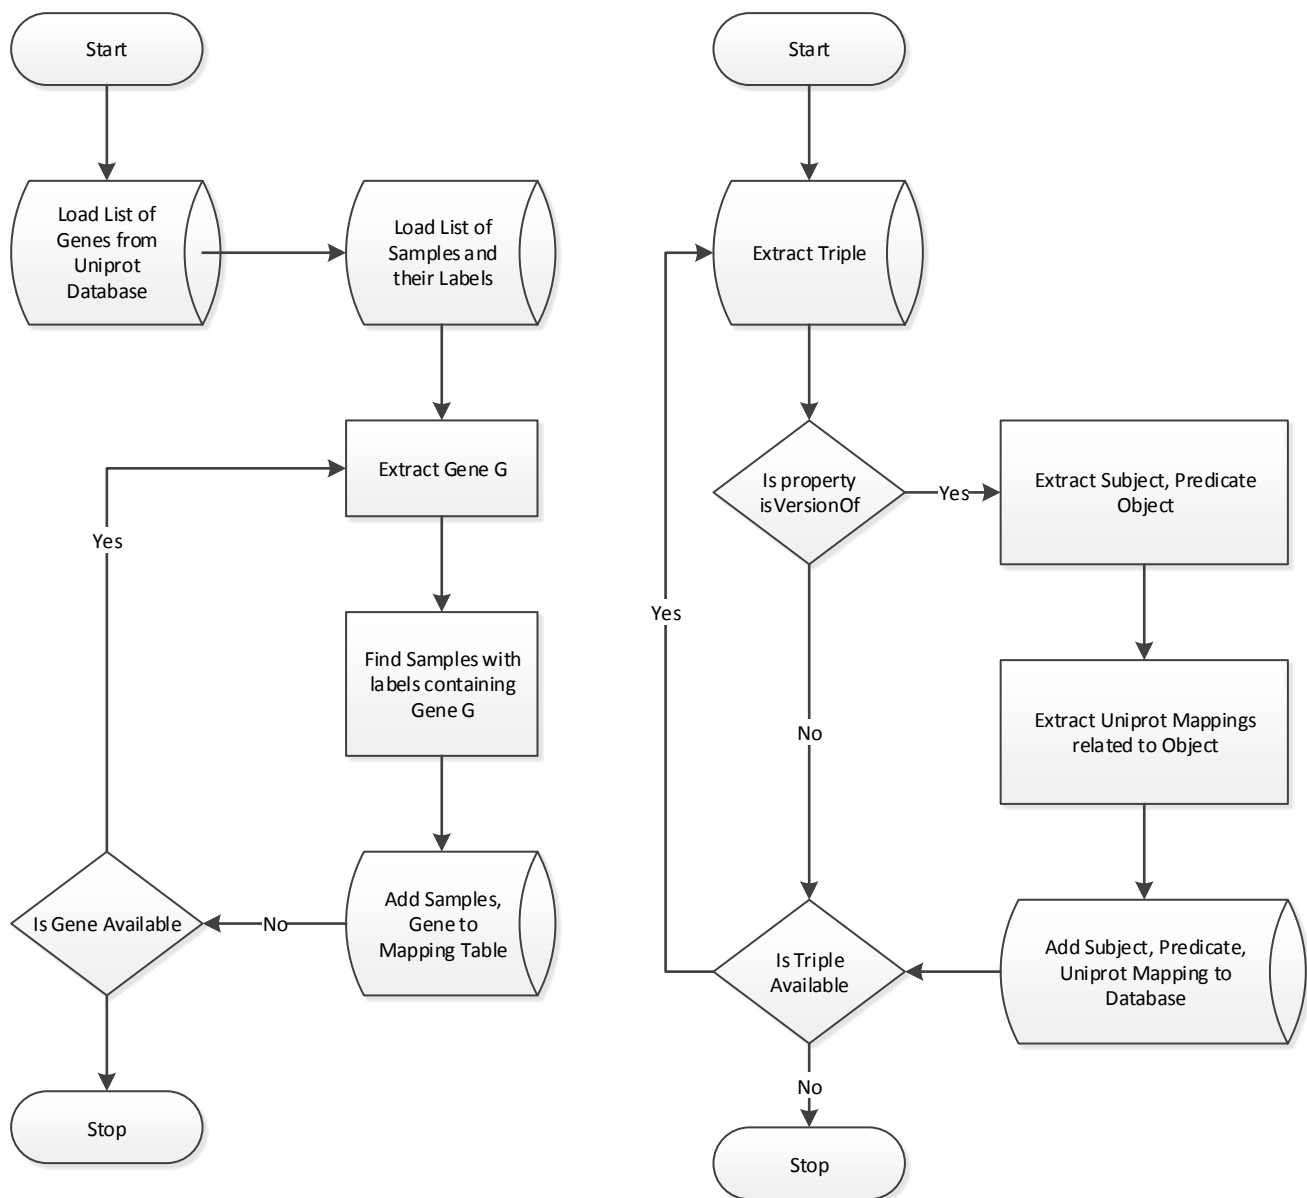 Start
Load List of
Genes from
Uniprot
Database
Load List of
Samples and
their Labels
Extract Gene G
Yes
Find Samples with
labels containing
Gene G
Is Gene Available
No
Add Samples,
Gene to
Mapping Table
Stop
Start
Extract Triple
Is property
isVersionOf
Yes
Extract Subject, Predicate
Object
Yes
No
Extract Uniprot Mappings
related to Object
Is Triple
Available
Add Subject, Predicate,
Uniprot Mapping to
Database
No
Stop